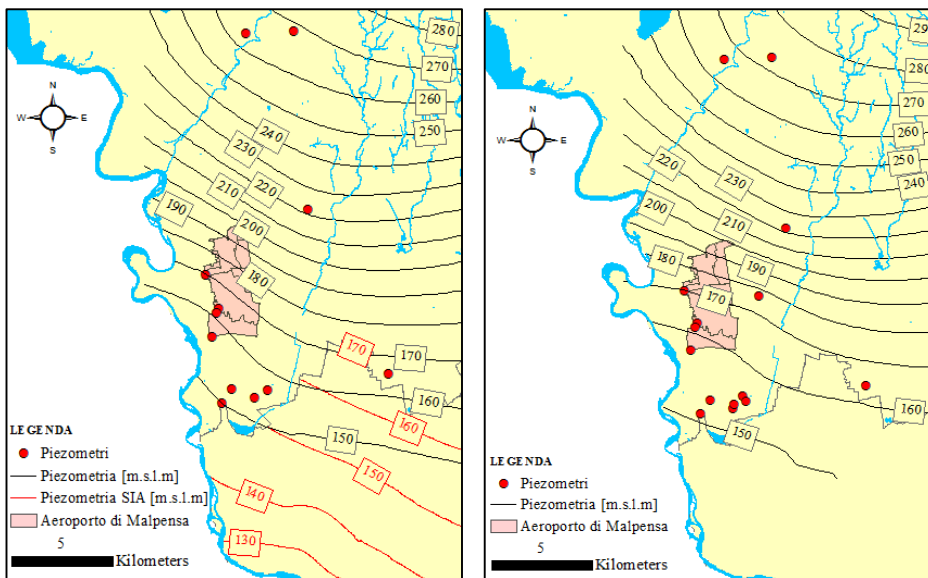 280
270
260
250
240
230
220
210
190
200
180
170
170
160
160
150
150
140
130
N
W
E
S
LEGENDA
Piezometri
Piezometria [m.s.l.m]
Piezometria SIA [m.s.l.m]
Aeroporto di Malpensa
5
Kilometers
29
280
270
260
250
240
230
220
210
200
190
180
170
160
150
N
W
E
S
LEGENDA
Piezometri
Piezometria [m.s.l.m]
Aeroporto di Malpensa
5
Kilometers